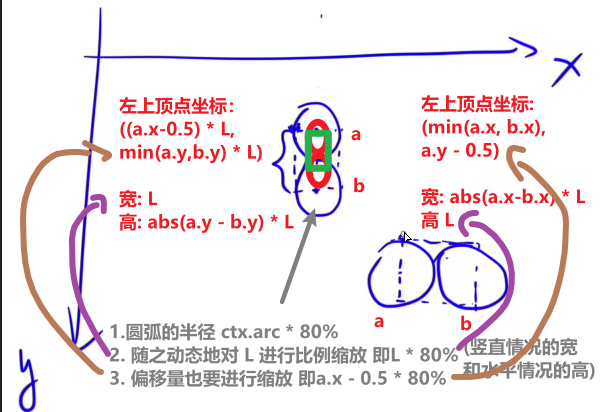 x
左上顶点坐标：
((a.x-0.5) * L,
min(a.y,b.y) * L)
宽: L
高: abs(a.y - b.y) * L
a
b
左上顶点坐标：
(min(a.x, b.x),
a.y - 0.5)
宽: abs(a.x-b.x) * L
高 L
a
b
1.圆弧的半径 ctx.arc * 80%
2. 随之动态地对 L 进行比例缩放 即L * 80% (竖直情况的宽
和水平情况的高)
3. 偏移量也要进行缩放 即a.x - 0.5 * 80%
y